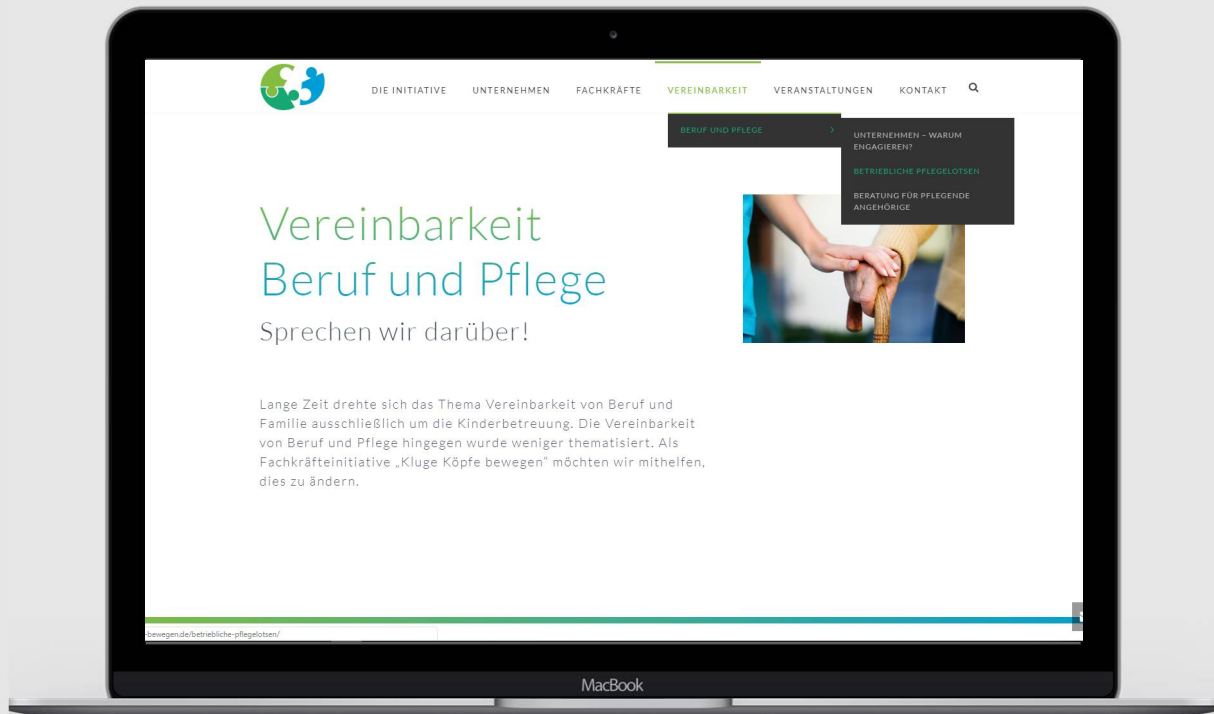 DIE INITIATIVE UNTERNEHMEN FACHKRÄFTE VEREINBARKEIT VERANSTALTUNGEN KONTAKT
BERUF UND PFLEGE
UNTERNEHMEN – WARUM
ENGAGIEREN?
BETRIEBLICHE PFLEGELOTSEN
BERATUNG FÜR PFLEGENDE
ANGEHÖRIGE
Vereinbarkeit
Beruf und Pflege
Sprechen wir darüber!
Lange Zeit drehte sich das Thema Vereinbarkeit von Beruf und
Familie ausschließlich um die Kinderbetreuung. Die Vereinbarkeit
von Beruf und Pflege hingegen wurde weniger thematisiert. Als
Fachkräfteinitiative „Kluge Köpfe bewegen“ möchten wir mithelfen,
dies zu ändern.
-bewegen.de/betriebliche-pflegelotsen/
MacBook